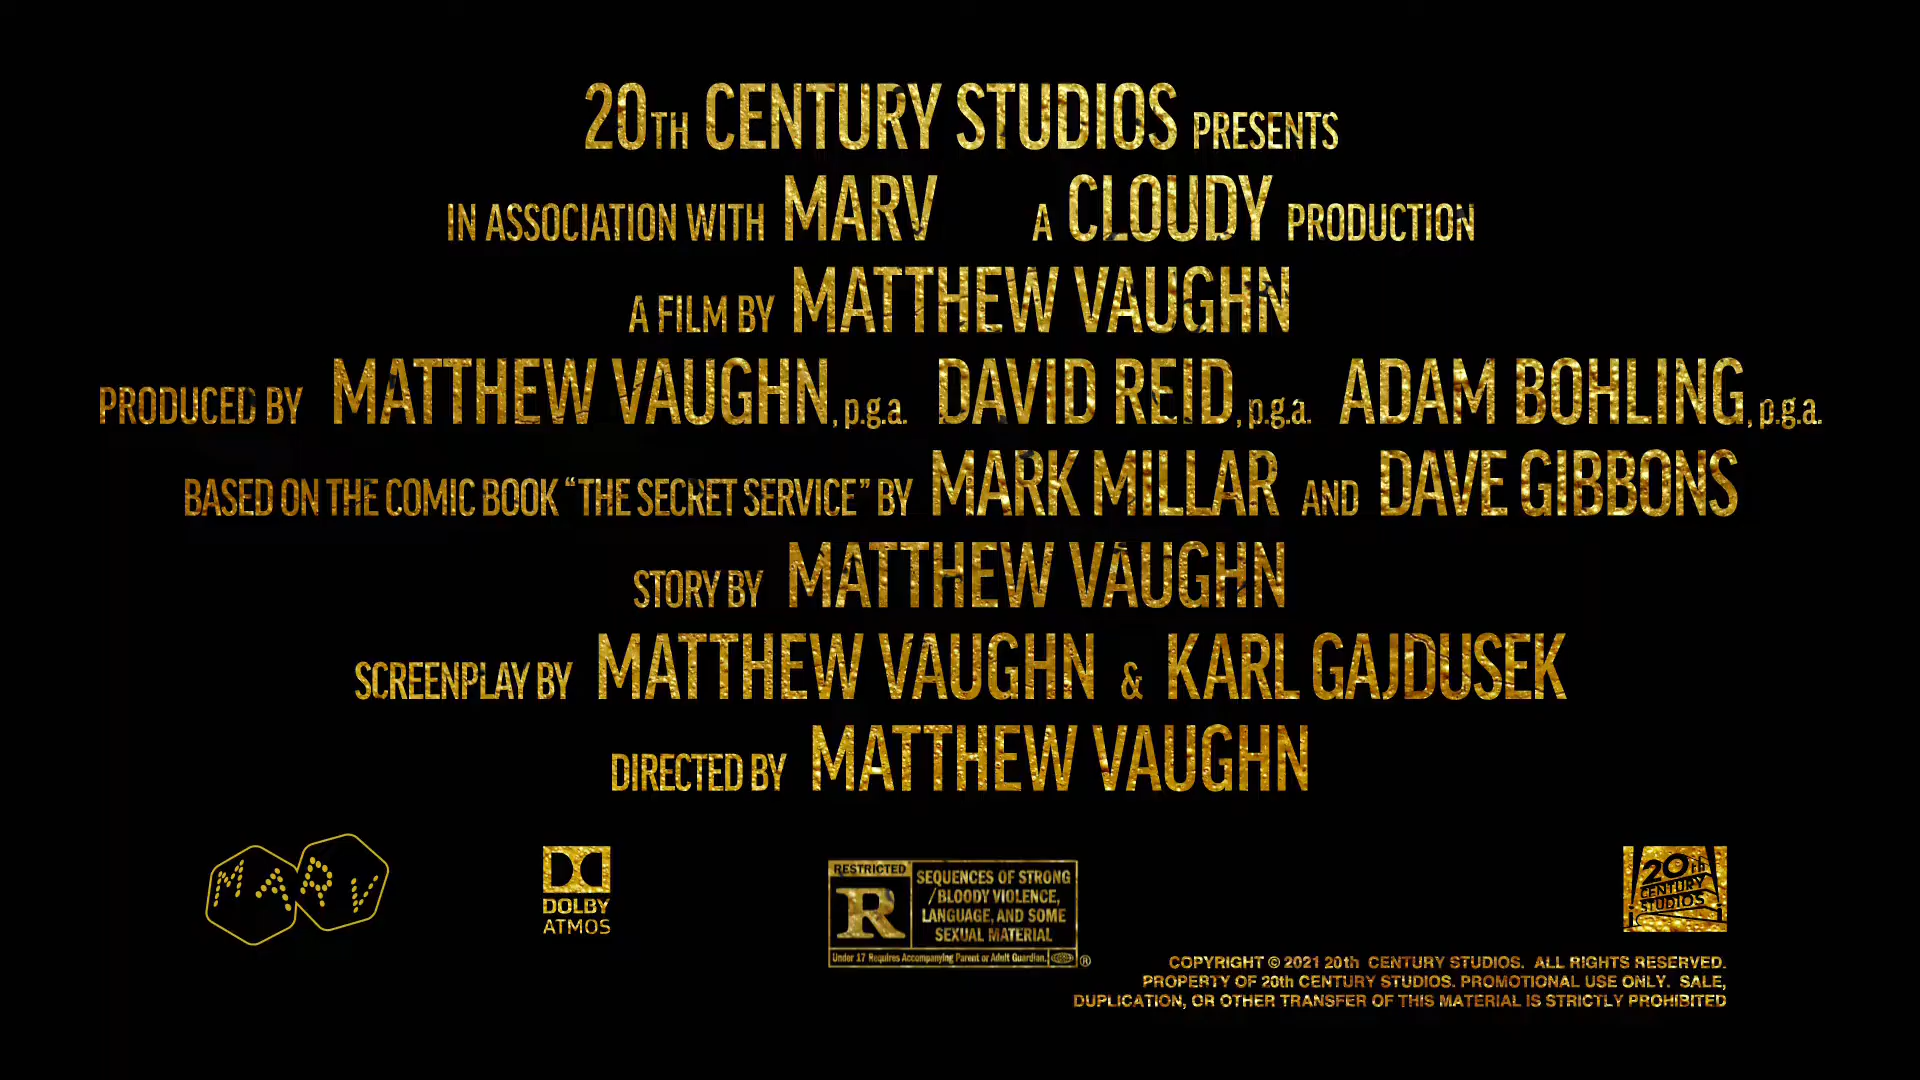 20TH CENTURY STUDIOS PRESENTS
IN ASSOCIATION WITH MARV A CLOUDY PRODUCTION
A FILM BY MATTHEW VAUGHN
PRODUCED BY MATTHEW VAUGHN, p.g.a. DAVID REID, p.g.a. ADAM BOHLING, p.g.a.
BASED ON THE COMIC BOOK “THE SECRET SERVICE” BY MARK MILLAR AND DAVE GIBBONS
STORY BY MATTHEW VAUGHN
SCREENPLAY BY MATTHEW VAUGHN & KARL GAJDUSEK
DIRECTED BY MATTHEW VAUGHN
MARV
DOLBY
ATMOS
RESTRICTED
R
SEQUENCES OF STRONG
/BLOODY VIOLENCE,
LANGUAGE, AND SOME
SEXUAL MATERIAL
Under 17 Requires Accompanying Parent or Adult Guardian.
®
20th
CENTURY
STUDIOS
COPYRIGHT © 2021 20th CENTURY STUDIOS. ALL RIGHTS RESERVED.
PROPERTY OF 20th CENTURY STUDIOS. PROMOTIONAL USE ONLY. SALE,
DUPLICATION, OR OTHER TRANSFER OF THIS MATERIAL IS STRICTLY PROHIBITED